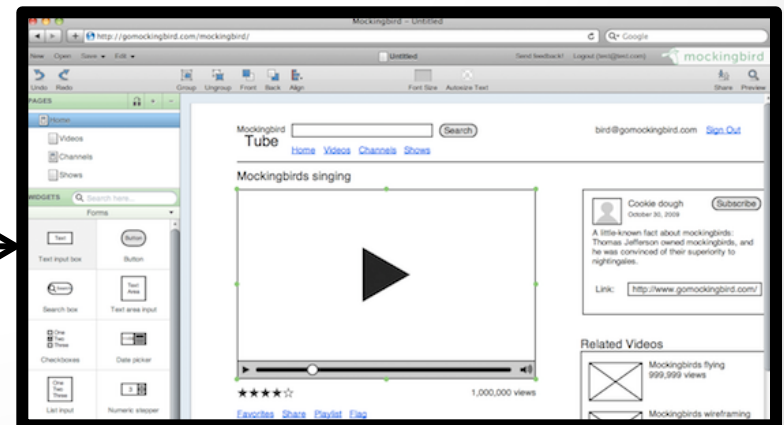 Mockingbird – Untitled
http://gomockingbird.com/mockingbird/
Google
New Open Save Edit
Untitled
Send feedback! Logout (test@bird.com)
mockingbird
Undo Redo
Group Ungroup Front Back Align
Font Size Autosize Text
Share Preview
PAGES
Home
Videos
Channels
Shows
WIDGETS
Search here...
Forms
Text
Button
Text input box
Button
Search
Text
Area
Search box
Text area input
One
Two
Three
Checkboxes
Date picker
One
Two
Three
3
List input
Numeric stepper
Mockingbird
Tube
Search
Home Videos Channels Shows
bird@gomockingbird.com Sign Out
Mockingbirds singing
★★★★☆
1,000,000 views
Favorites Share Playlist Flag
Cookie dough
October 30, 2009
Subscribe
A little-known fact about mockingbirds:
Thomas Jefferson owned mockingbirds, and
he was convinced of their superiority to
nightingales.
Link: http://www.gomockingbird.com/
Related Videos
Mockingbirds flying
999,999 views
Mockingbirds wireframing